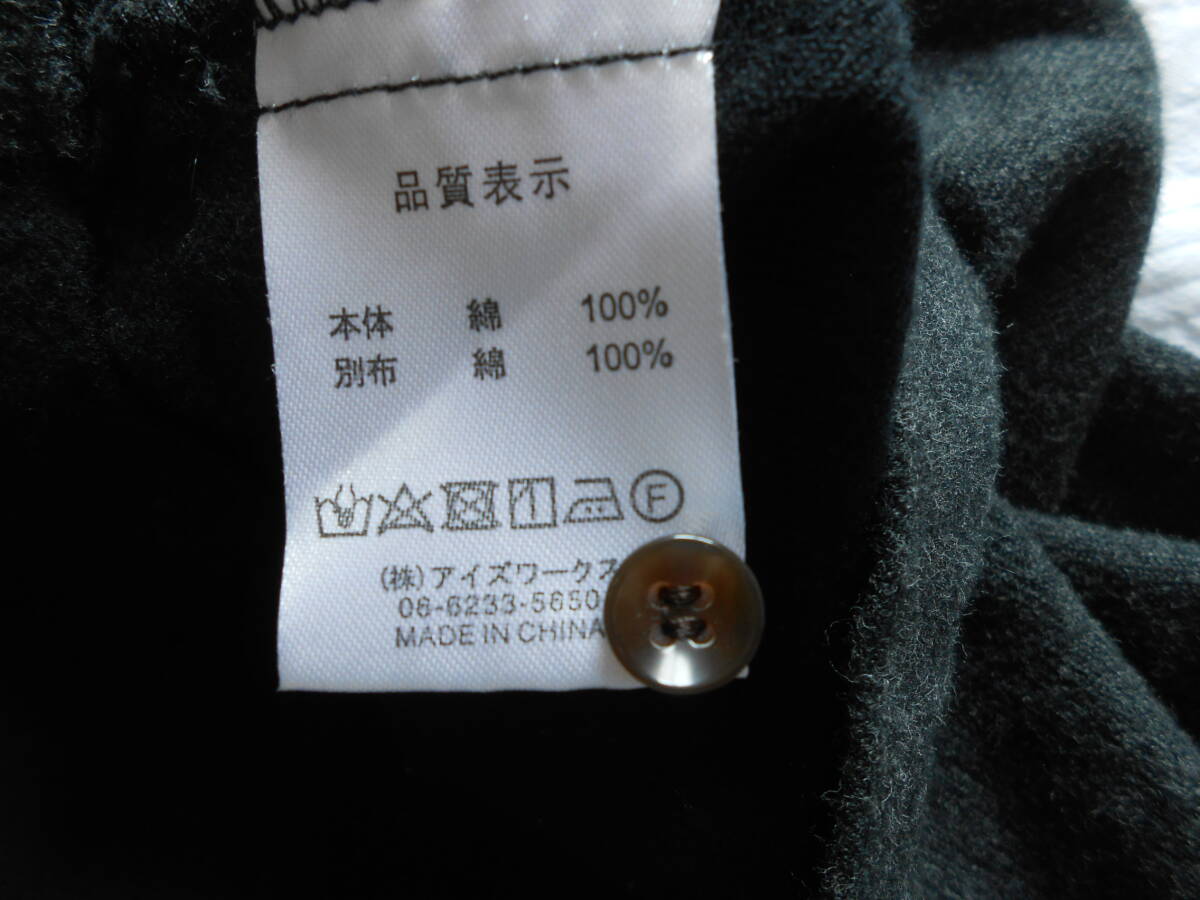 品質表示
本体 綿 100%
別布 綿 100%
F
(株)アイズワークス
06-6233-5650
MADE IN CHINA